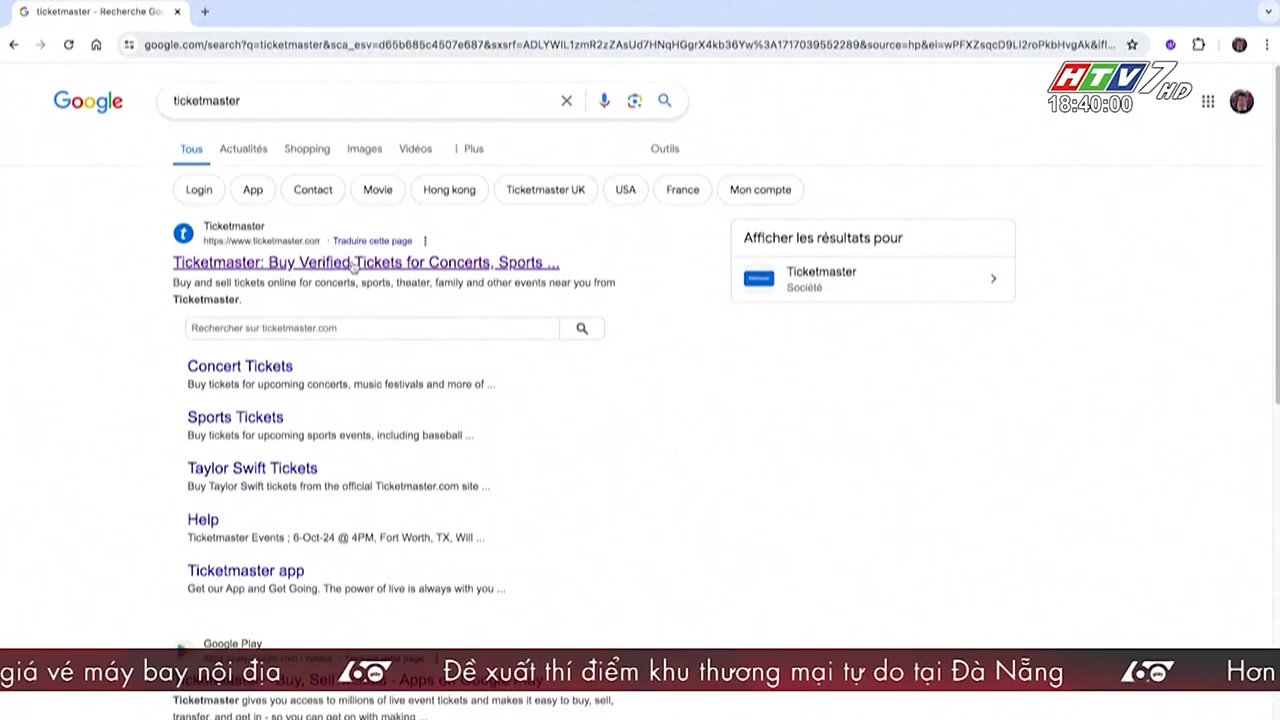 ticketmaster - Recherche Go
google.com/search?q=ticketmaster&sca_esv=d65b685c4507e687&sxsrf=ADLYWIL1zmR2zZAsUd7HNqHGgrX4kb36Yw%3A1717039552289&source=hp&ei=wPFXZsqcD9LI2roPkbHvgAk&ifl...
HTV7 HD
18:40:00
Google
ticketmaster
Tous Actualités Shopping Images Vidéos Plus Outils
Login App Contact Movie Hong kong Ticketmaster UK USA France Mon compte
Ticketmaster
https://www.ticketmaster.com · Traduire cette page
Ticketmaster: Buy Verified Tickets for Concerts, Sports ...
Buy and sell tickets online for concerts, sports, theater, family and other events near you from
Ticketmaster.
Rechercher sur ticketmaster.com
Concert Tickets
Buy tickets for upcoming concerts, music festivals and more of ...
Sports Tickets
Buy tickets for upcoming sports events, including baseball ...
Taylor Swift Tickets
Buy Taylor Swift tickets from the official Ticketmaster.com site ...
Help
Ticketmaster Events ; 6-Oct-24 @ 4PM, Fort Worth, TX, Will ...
Ticketmaster app
Get our App and Get Going. The power of live is always with you ...
Afficher les résultats pour
Ticketmaster
Société
Google Play
giá vé máy bay nội địa 60 giây Đề xuất thí điểm khu thương mại tự do tại Đà Nẵng 60 giây Hơn
Ticketmaster gives you access to millions of live event tickets and makes it easy to buy, sell,
transfer, and get in - so you can get on with making ...